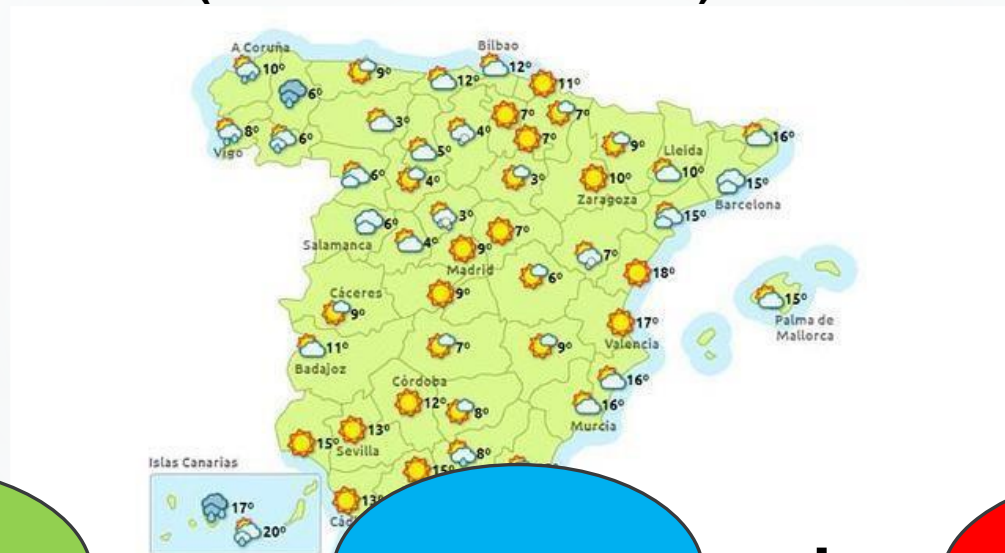 A Coruña
10º
9º
Bilbao
12º
12º
11º
6º
8º
Vigo
6º
3º
4º
7º
7º
7º
5º
9º
Lleida
10º
16º
15º
Barcelona
6º
4º
3º
10º
Zaragoza
15º
6º
Salamanca
3º
4º
7º
9º
Madrid
7º
6º
18º
15º
Palma de
Mallorca
Cáceres
9º
9º
17º
Valencia
11º
Badajoz
7º
9º
16º
Córdoba
12º
8º
16º
Murcia
15º
13º
Sevilla
8º
15º
13º
Islas Canarias
17º
20º